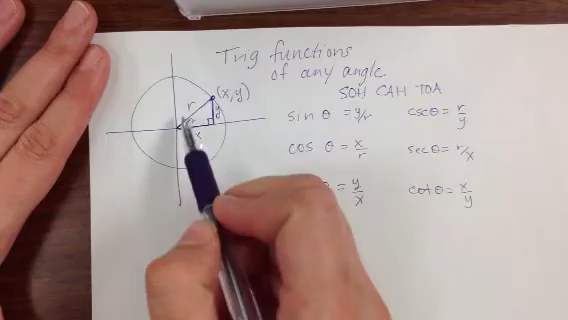 Trig functions
of any angle
SOH CAH TOA
(x,y)
r
y
x
sin θ = y/r
csc θ = r/y
cos θ = x/r
sec θ = r/x
θ = y/x
cot θ = x/y